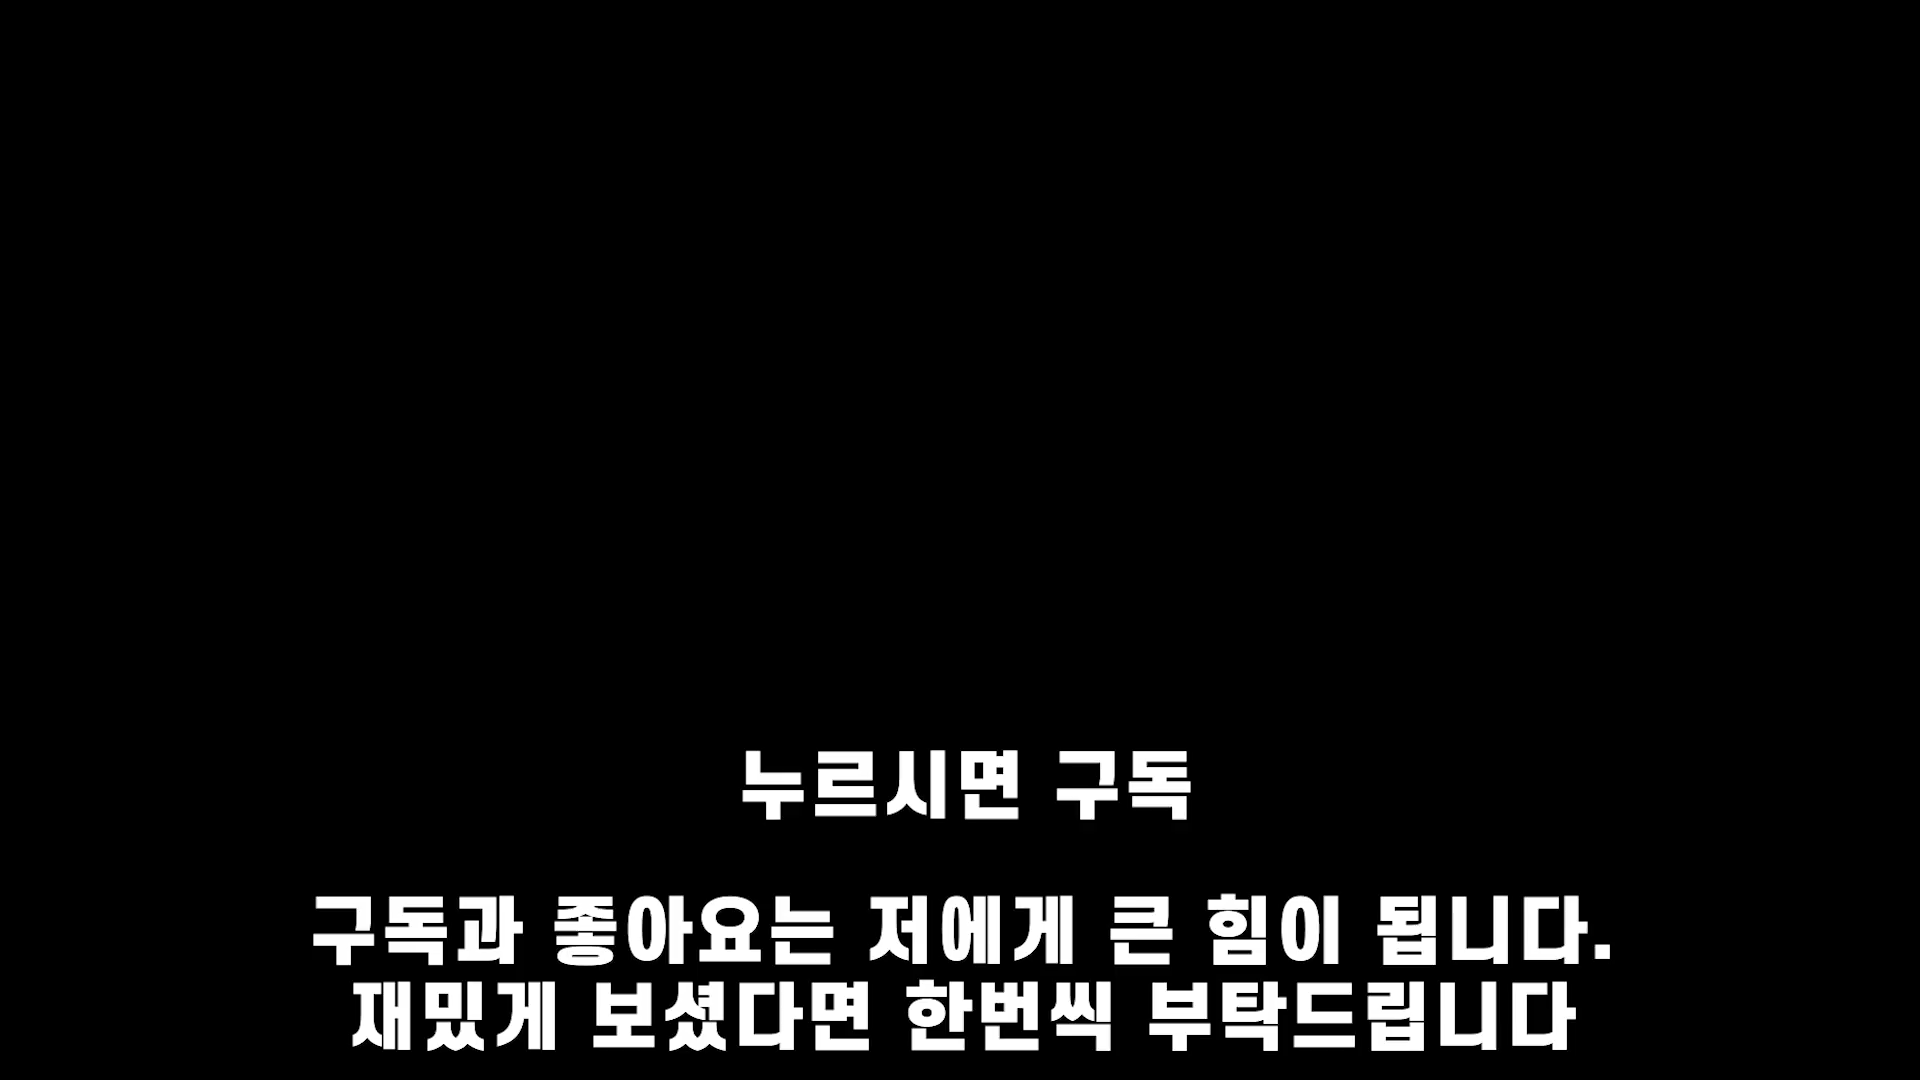 누르시면 구독
구독과 좋아요는 저에게 큰 힘이 됩니다.
재밌게 보셨다면 한번씩 부탁드립니다